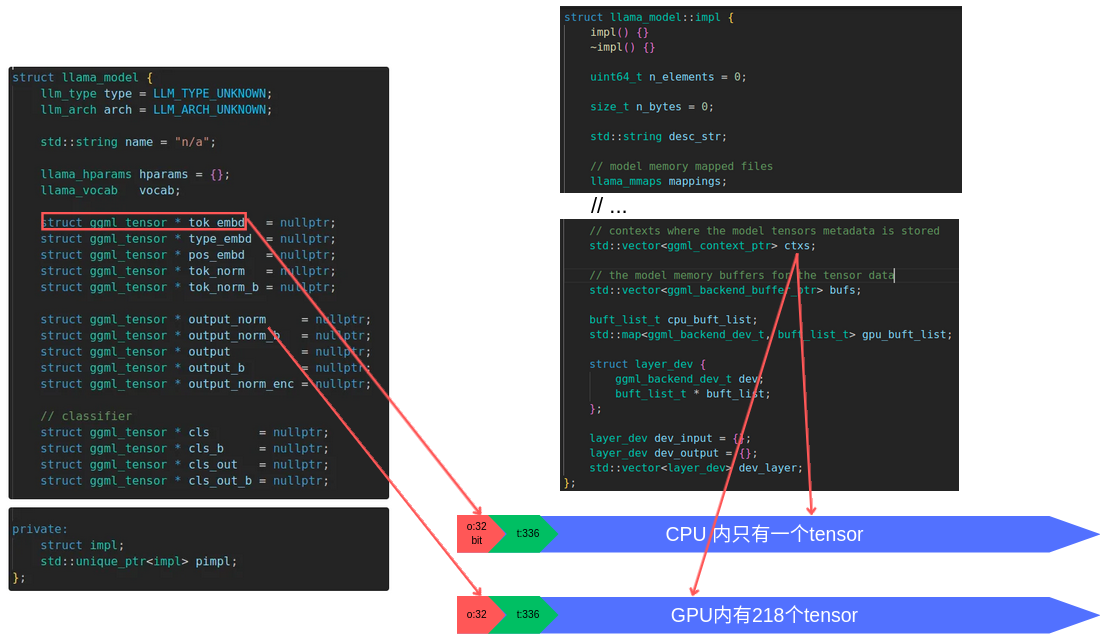 struct llama_model {
    llm_type type = LLM_TYPE_UNKNOWN;
    llm_arch arch = LLM_ARCH_UNKNOWN;
    std::string name = "n/a";
    llama_hparams hparams = {};
    llama_vocab   vocab;
    struct ggml_tensor * tok_embd   = nullptr;
    struct ggml_tensor * type_embd  = nullptr;
    struct ggml_tensor * pos_embd   = nullptr;
    struct ggml_tensor * tok_norm   = nullptr;
    struct ggml_tensor * tok_norm_b = nullptr;
    struct ggml_tensor * output_norm     = nullptr;
    struct ggml_tensor * output_norm_b   = nullptr;
    struct ggml_tensor * output          = nullptr;
    struct ggml_tensor * output_b        = nullptr;
    struct ggml_tensor * output_norm_enc = nullptr;
    // classifier
    struct ggml_tensor * cls       = nullptr;
    struct ggml_tensor * cls_b     = nullptr;
    struct ggml_tensor * cls_out   = nullptr;
    struct ggml_tensor * cls_out_b = nullptr;
private:
    struct impl;
    std::unique_ptr<impl> pimpl;
};
struct llama_model::impl {
    impl() {}
    ~impl() {}
    uint64_t n_elements = 0;
    size_t n_bytes = 0;
    std::string desc_str;
    // model memory mapped files
    llama_mmaps mappings;
// ...
    // contexts where the model tensors metadata is stored
    std::vector<ggml_context_ptr> ctxs;
    // the model memory buffers for the tensor data
    std::vector<ggml_backend_buffer_ptr> bufs;
    buft_list_t cpu_buft_list;
    std::map<ggml_backend_dev_t, buft_list_t> gpu_buft_list;
    struct layer_dev {
        ggml_backend_dev_t dev;
        buft_list_t * buft_list;
    };
    layer_dev dev_input = {};
    layer_dev dev_output = {};
    std::vector<layer_dev> dev_layer;
};
o:32
bit
t:336
CPU 内只有一个tensor
o:32
t:336
GPU内有218个tensor